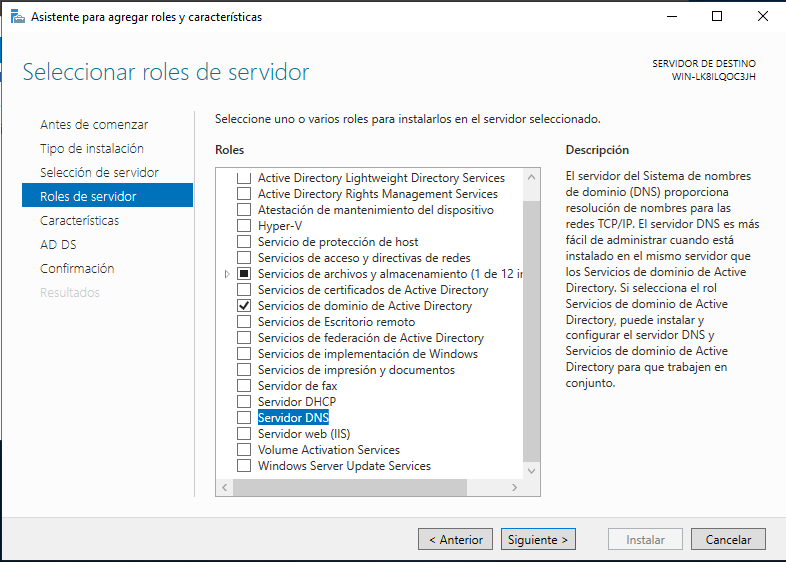 Asistente para agregar roles y características
Seleccionar roles de servidor
SERVIDOR DE DESTINO
WIN-LK8ILQOC3JH
Antes de comenzar
Tipo de instalación
Selección de servidor
Roles de servidor
Características
AD DS
Confirmación
Resultados
Seleccione uno o varios roles para instalarlos en el servidor seleccionado.
Roles
Active Directory Lightweight Directory Services
Active Directory Rights Management Services
Atestación de mantenimiento del dispositivo
Hyper-V
Servicio de protección de host
Servicios de acceso y directivas de redes
Servicios de archivos y almacenamiento (1 de 12 in
Servicios de certificados de Active Directory
Servicios de dominio de Active Directory
Servicios de Escritorio remoto
Servicios de federación de Active Directory
Servicios de implementación de Windows
Servicios de impresión y documentos
Servidor de fax
Servidor DHCP
Servidor DNS
Servidor web (IIS)
Volume Activation Services
Windows Server Update Services
Descripción
El servidor del Sistema de nombres
de dominio (DNS) proporciona
resolución de nombres para las
redes TCP/IP. El servidor DNS es más
fácil de administrar cuando está
instalado en el mismo servidor que
los Servicios de dominio de Active
Directory. Si selecciona el rol
Servicios de dominio de Active
Directory, puede instalar y
configurar el servidor DNS y
Servicios de dominio de Active
Directory para que trabajen en
conjunto.
< Anterior
Siguiente >
Instalar
Cancelar